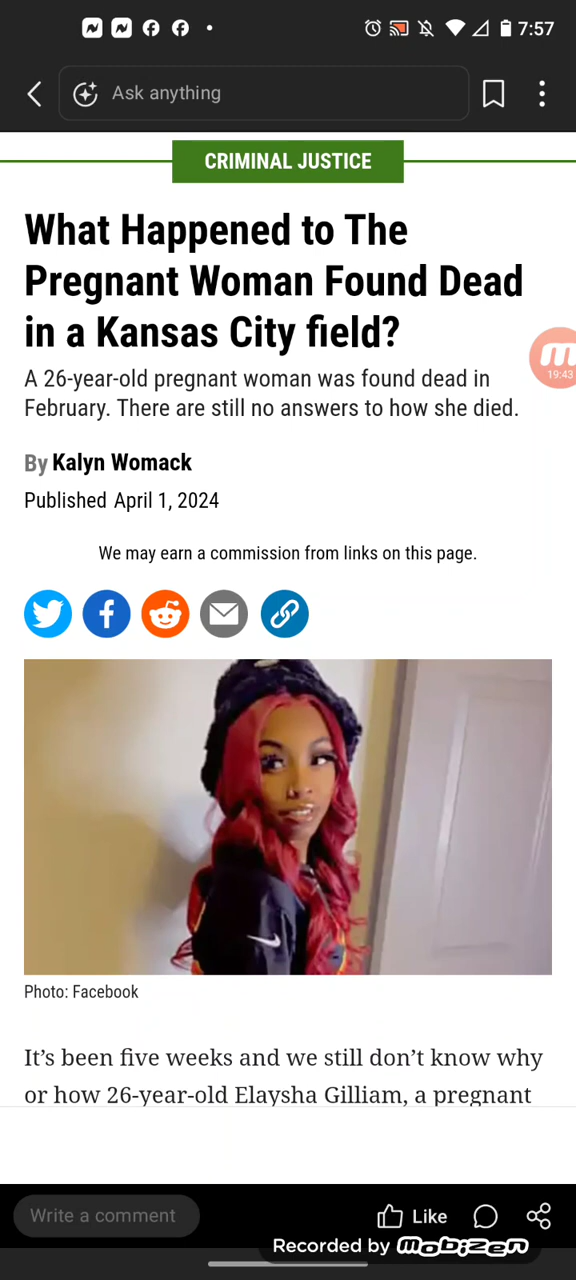 7:57
Ask anything
CRIMINAL JUSTICE
What Happened to The
Pregnant Woman Found Dead
in a Kansas City field?
19:43
A 26-year-old pregnant woman was found dead in
February. There are still no answers to how she died.
By Kalyn Womack
Published April 1, 2024
We may earn a commission from links on this page.
Photo: Facebook
It’s been five weeks and we still don’t know why
or how 26-year-old Elaysha Gilliam, a pregnant
Write a comment
Like
Recorded by mobizen